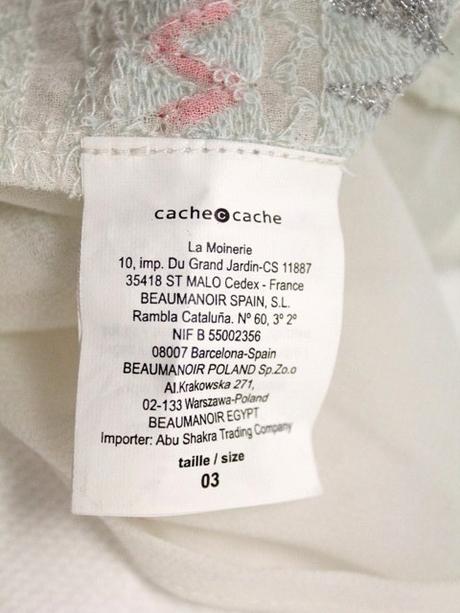 cache c cache
La Moinerie
10, imp. Du Grand Jardin-CS 11887
35418 ST MALO Cedex - France
BEAUMANOIR SPAIN, S.L.
Rambla Cataluña. Nº 60, 3º 2º
NIF B 55002356
08007 Barcelona-Spain
BEAUMANOIR POLAND Sp.Zo.o
Al.Krakowska 271,
02-133 Warszawa-Poland
BEAUMANOIR EGYPT
Importer: Abu Shakra Trading Company
taille / size
03